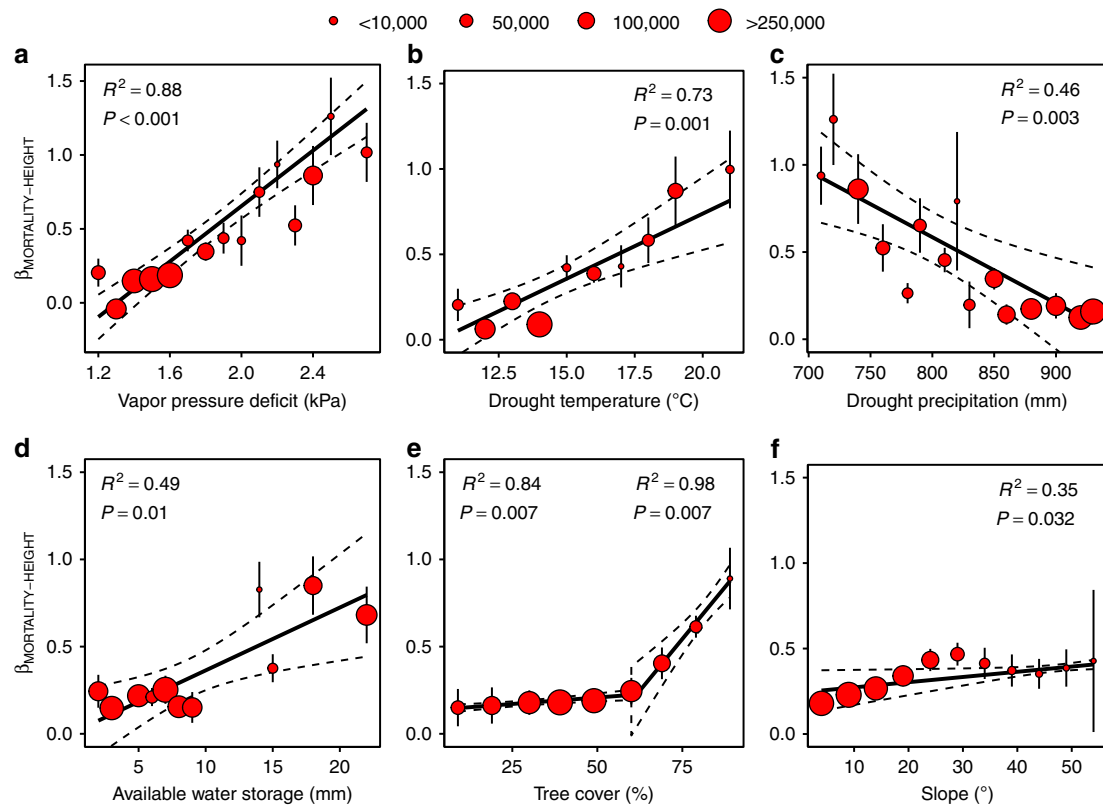 <10,000 50,000 100,000 >250,000
a
R² = 0.88
P < 0.001
β MORTALITY–HEIGHT
1.5
1.0
0.5
0.0
1.2 1.6 2.0 2.4
Vapor pressure deficit (kPa)
b
R² = 0.73
P = 0.001
1.5
1.0
0.5
0.0
12.5 15.0 17.5 20.0
Drought temperature (°C)
c
R² = 0.46
P = 0.003
1.5
1.0
0.5
0.0
700 750 800 850 900
Drought precipitation (mm)
d
R² = 0.49
P = 0.01
β MORTALITY–HEIGHT
1.5
1.0
0.5
0.0
5 10 15 20
Available water storage (mm)
e
R² = 0.84 R² = 0.98
P = 0.007 P = 0.007
1.5
1.0
0.5
0.0
25 50 75
Tree cover (%)
f
R² = 0.35
P = 0.032
1.5
1.0
0.5
0.0
10 20 30 40 50
Slope (°)